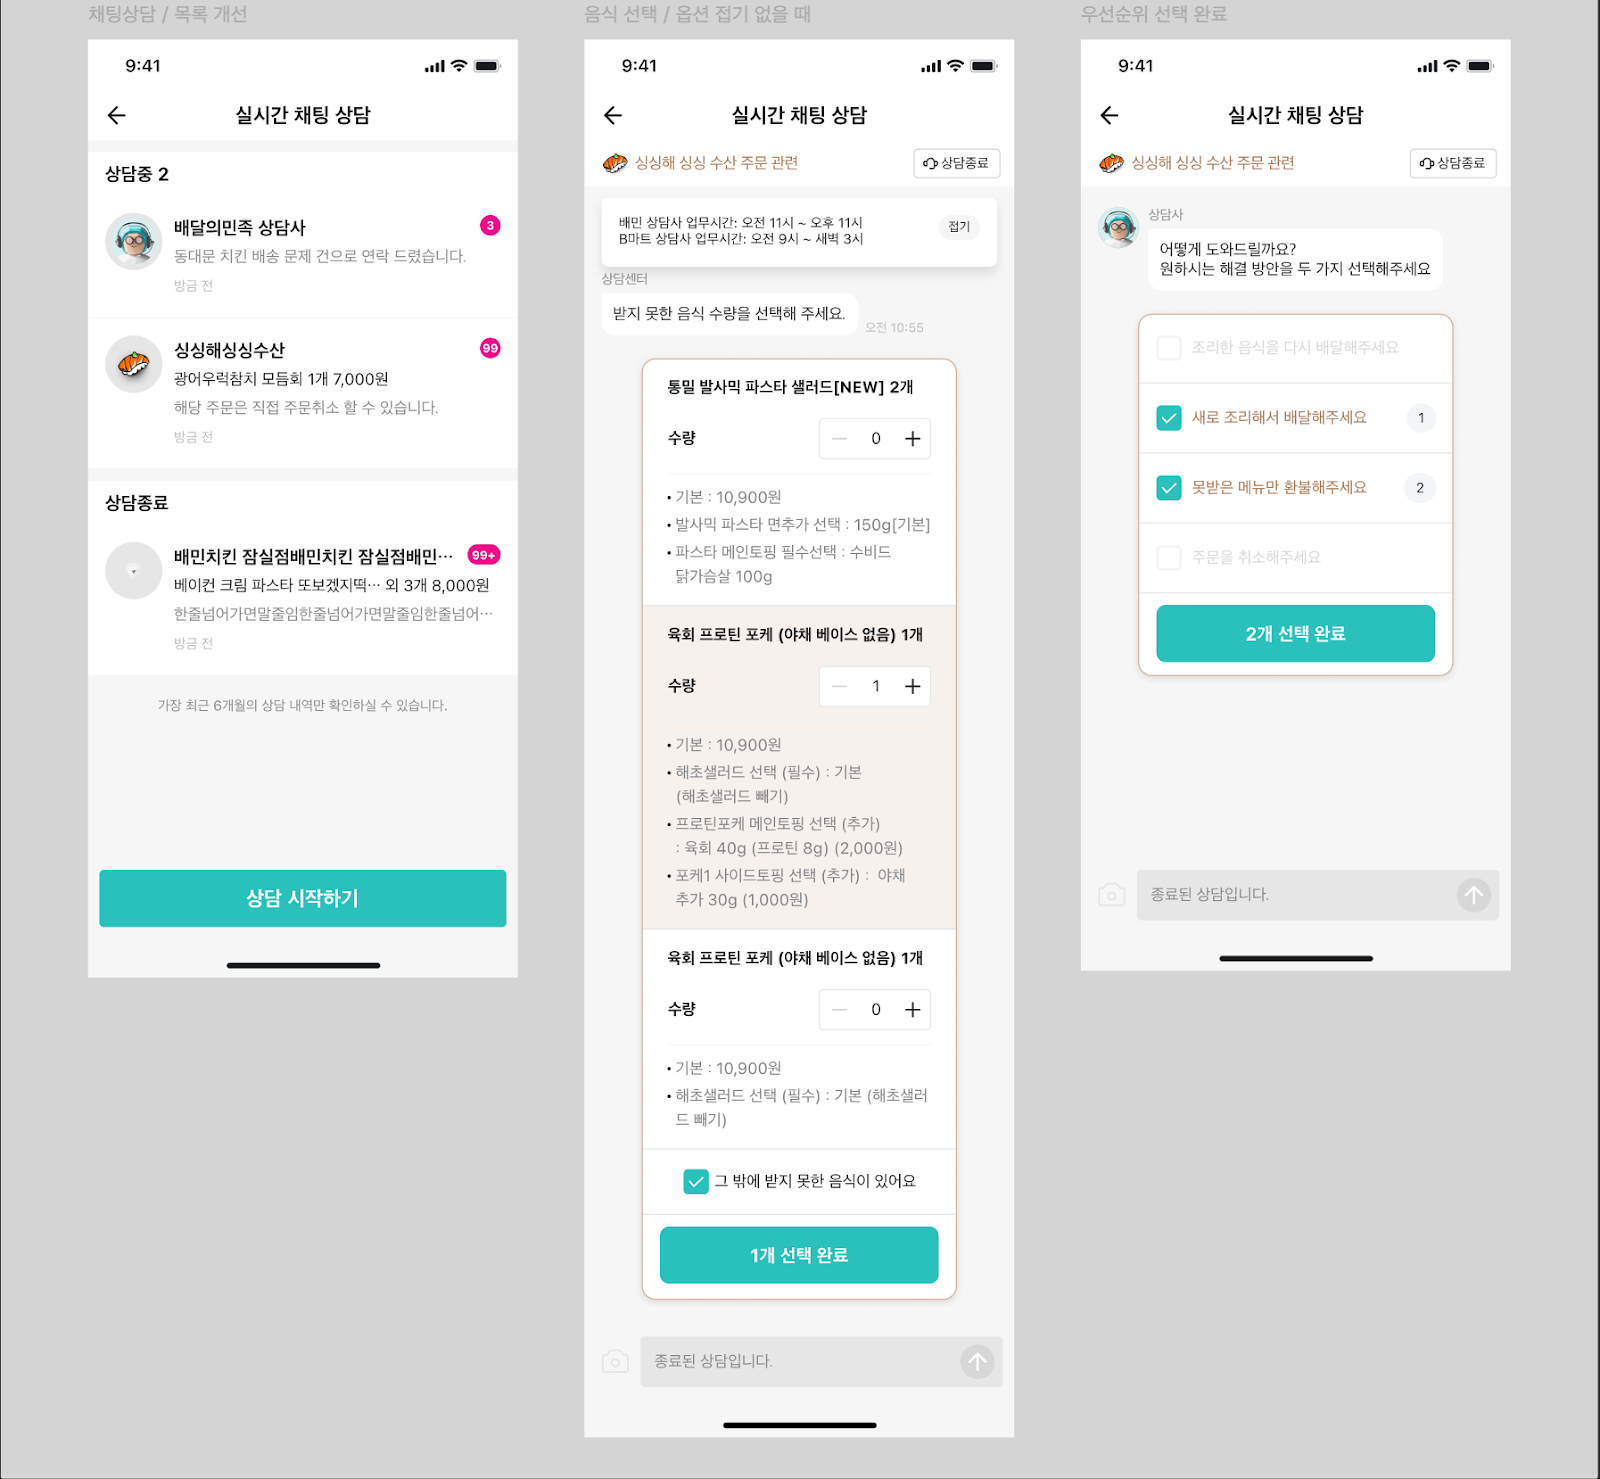 채팅상담 / 목록 개선
9:41
실시간 채팅 상담
상담중 2
배달의민족 상담사
3
동대문 치킨 배송 문제 건으로 연락 드렸습니다.
방금 전
싱싱해싱싱수산
99
광어우럭참치 모듬회 1개 7,000원
해당 주문은 직접 주문취소 할 수 있습니다.
방금 전
상담종료
배민치킨 잠실점배민치킨 잠실점배민…
99+
베이컨 크림 파스타 또보겠지떡… 외 3개 8,000원
한줄넘어가면말줄임한줄넘어가면말줄임한줄넘어…
방금 전
가장 최근 6개월의 상담 내역만 확인하실 수 있습니다.
상담 시작하기
음식 선택 / 옵션 접기 없을 때
9:41
실시간 채팅 상담
싱싱해 싱싱 수산 주문 관련
상담종료
배민 상담사 업무시간: 오전 11시 ~ 오후 11시
B마트 상담사 업무시간: 오전 9시 ~ 새벽 3시
접기
상담센터
받지 못한 음식 수량을 선택해 주세요.
오전 10:55
통밀 발사믹 파스타 샐러드[NEW] 2개
수량
0
• 기본 : 10,900원
• 발사믹 파스타 면추가 선택 : 150g[기본]
• 파스타 메인토핑 필수선택 : 수비드
닭가슴살 100g
육회 프로틴 포케 (야채 베이스 없음) 1개
수량
1
• 기본 : 10,900원
• 해초샐러드 선택 (필수) : 기본
(해초샐러드 빼기)
• 프로틴포케 메인토핑 선택 (추가)
: 육회 40g (프로틴 8g) (2,000원)
• 포케1 사이드토핑 선택 (추가) : 야채
추가 30g (1,000원)
육회 프로틴 포케 (야채 베이스 없음) 1개
수량
0
• 기본 : 10,900원
• 해초샐러드 선택 (필수) : 기본 (해초샐러
드 빼기)
그 밖에 받지 못한 음식이 있어요
1개 선택 완료
종료된 상담입니다.
우선순위 선택 완료
9:41
실시간 채팅 상담
싱싱해 싱싱 수산 주문 관련
상담종료
상담사
어떻게 도와드릴까요?
원하시는 해결 방안을 두 가지 선택해주세요
조리한 음식을 다시 배달해주세요
새로 조리해서 배달해주세요
1
못받은 메뉴만 환불해주세요
2
주문을 취소해주세요
2개 선택 완료
종료된 상담입니다.